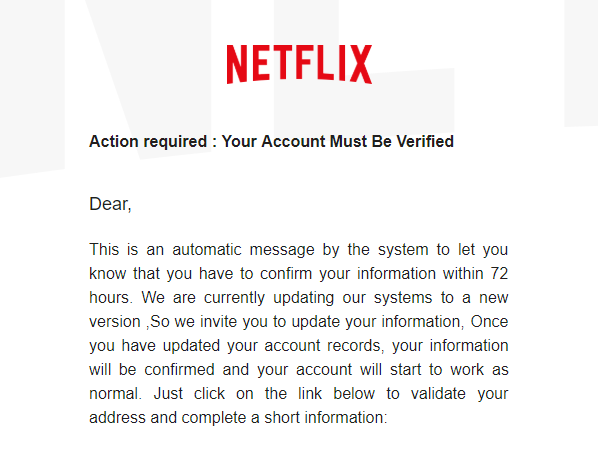 NETFLIX
Action required : Your Account Must Be Verified
Dear,
This is an automatic message by the system to let you
know that you have to confirm your information within 72
hours. We are currently updating our systems to a new
version ,So we invite you to update your information, Once
you have updated your account records, your information
will be confirmed and your account will start to work as
normal. Just click on the link below to validate your
address and complete a short information: